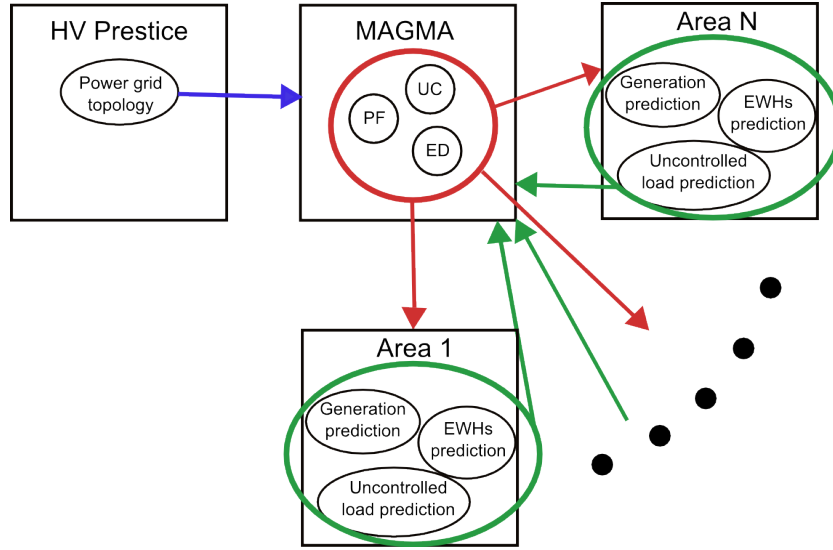 HV Prestice
Power grid
topology
MAGMA
UC
PF
ED
Area N
Generation
prediction
EWHs
prediction
Uncontrolled
load prediction
Area 1
Generation
prediction
EWHs
prediction
Uncontrolled
load prediction